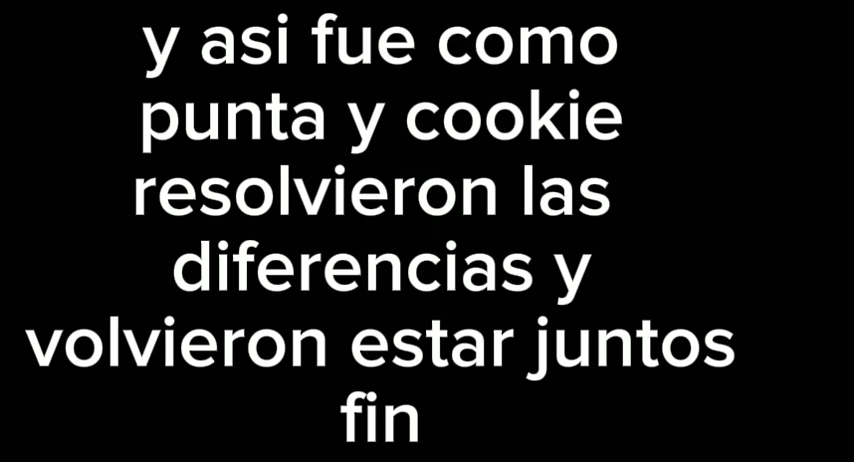 y asi fue como
punta y cookie
resolvieron las
diferencias y
volvieron estar juntos
fin